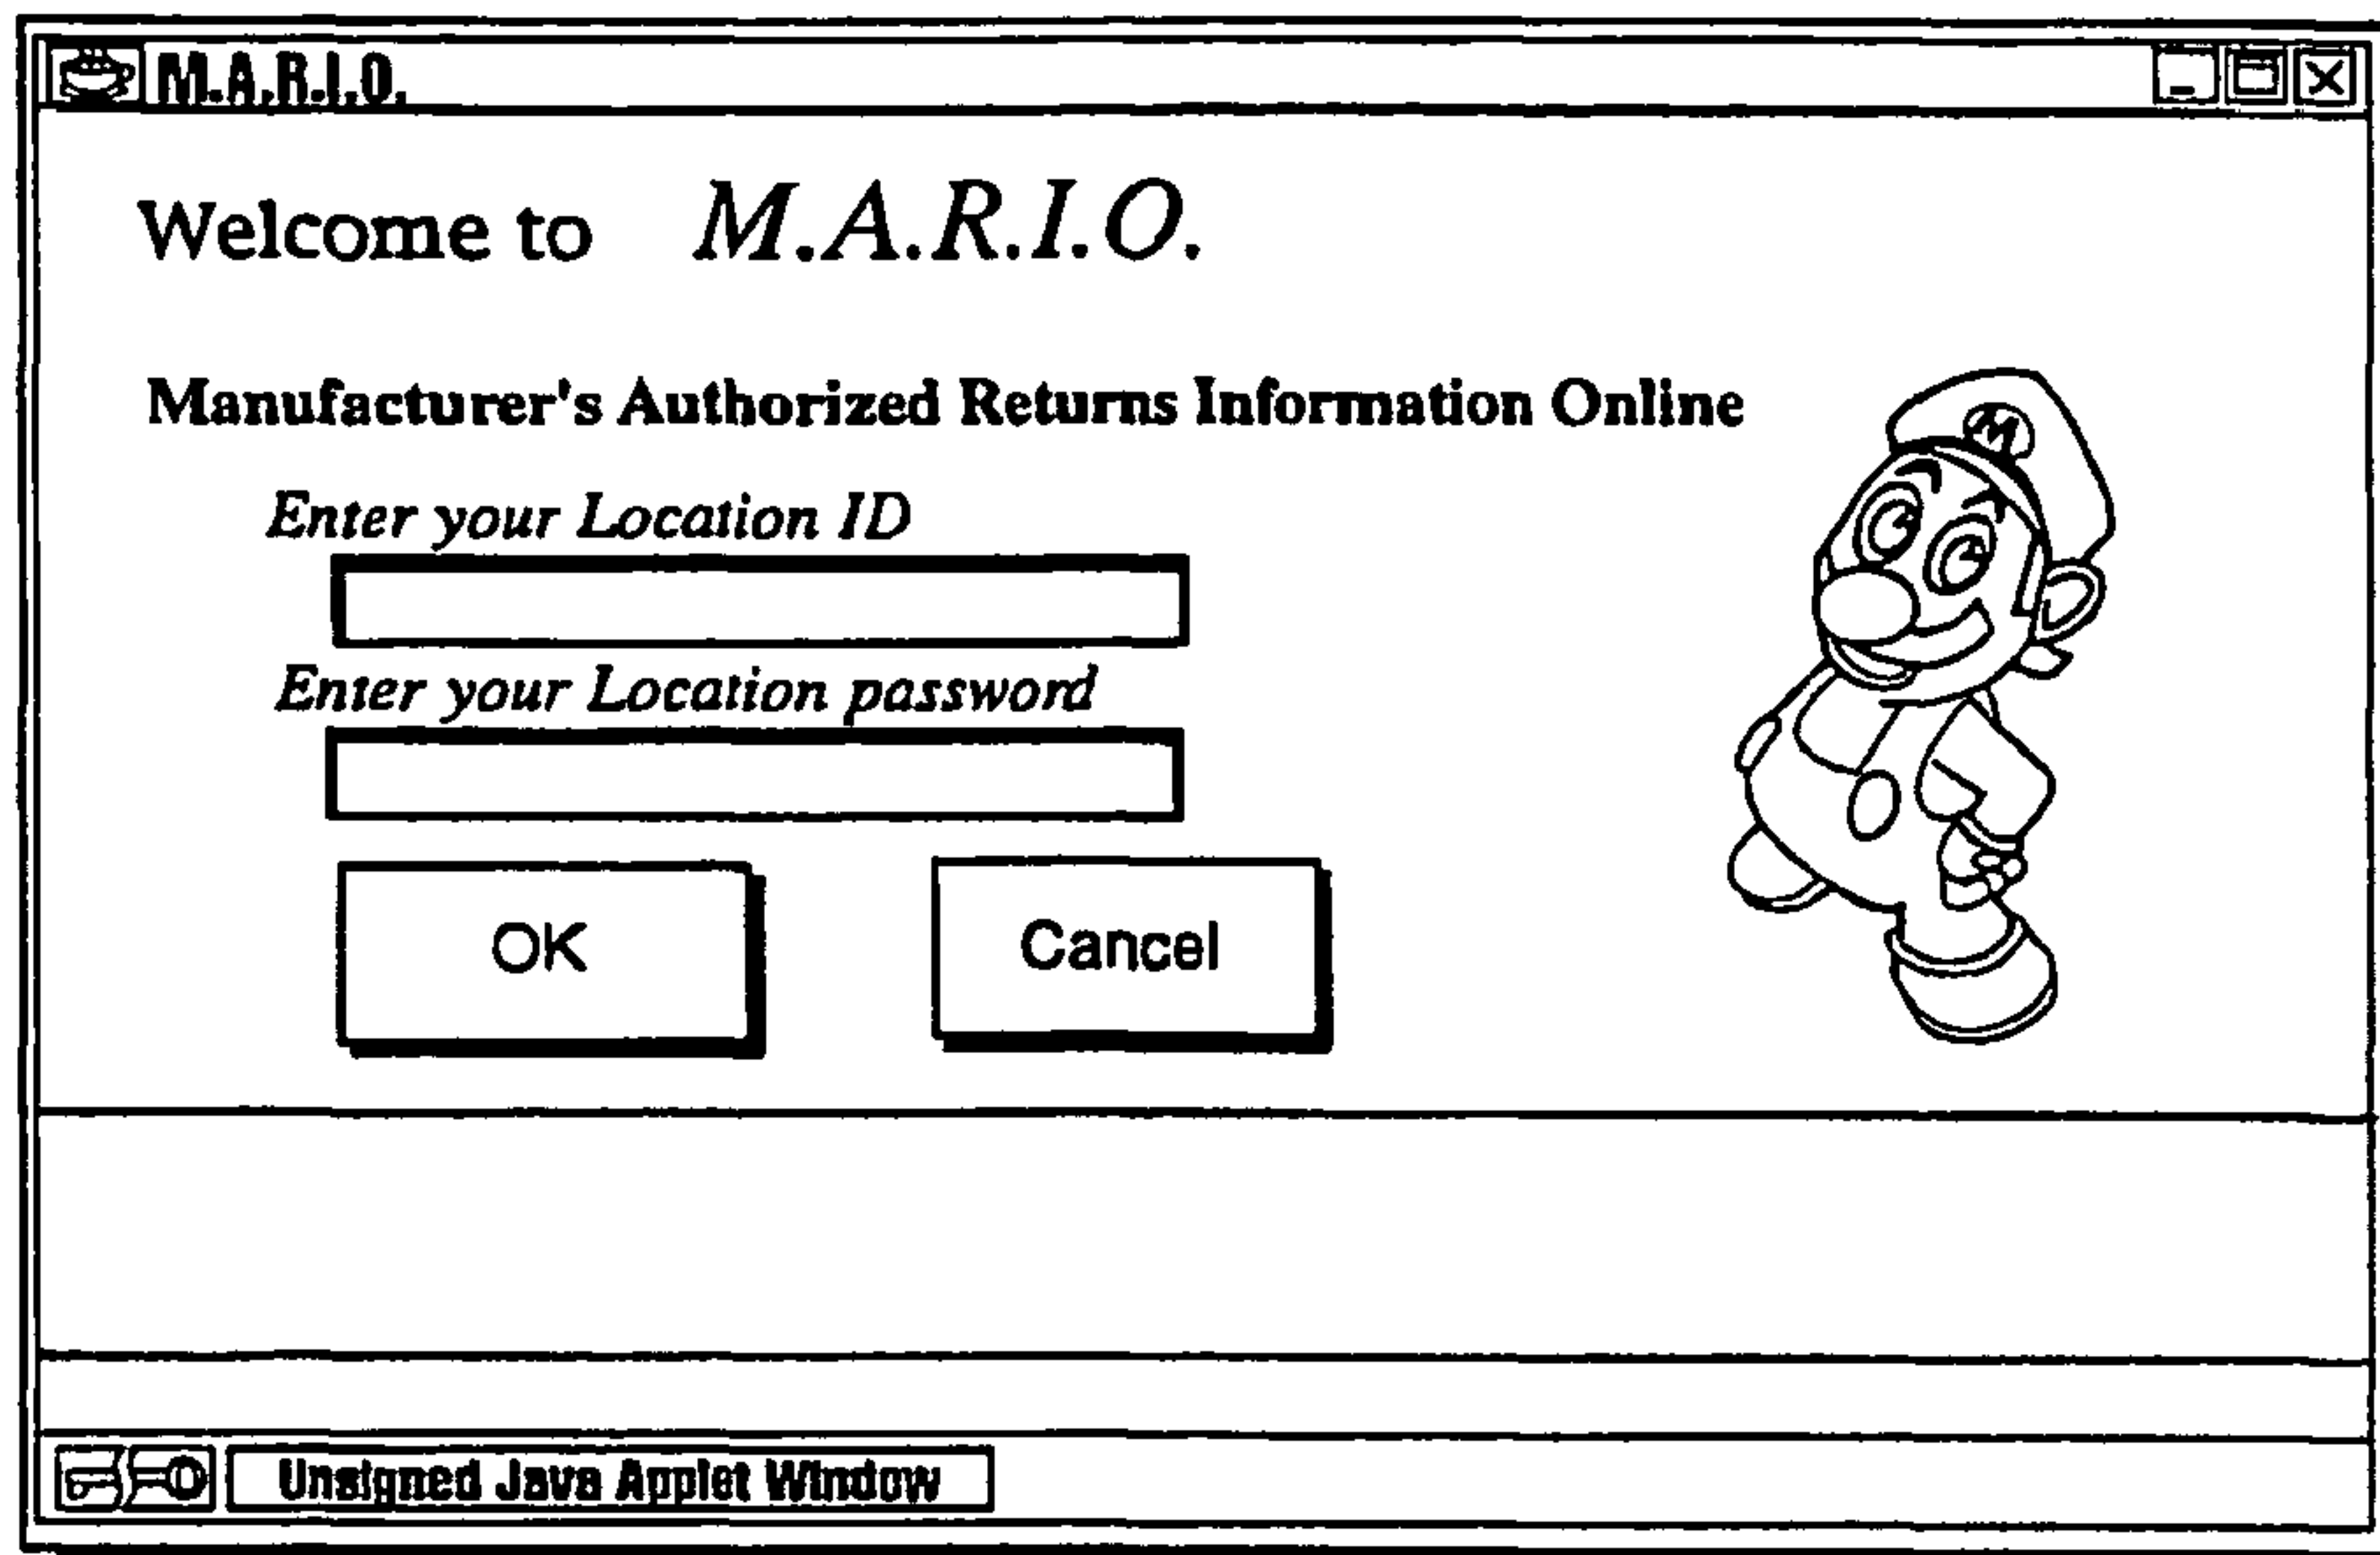 M.A.R.I.O.
Welcome to M.A.R.I.O.
Manufacturer's Authorized Returns Information Online
M
Enter your Location ID
Enter your Location password
OK Cancel
Unsigned Java Applet Window